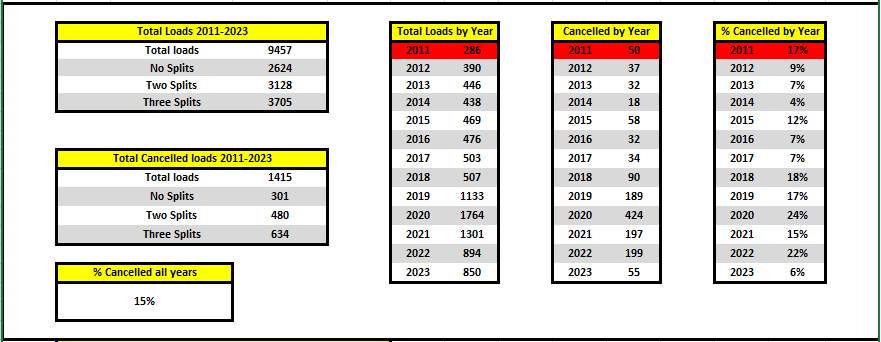 Total Loads 2011-2023
Total loads 9457
No Splits 2624
Two Splits 3128
Three Splits 3705
Total Cancelled loads 2011-2023
Total loads 1415
No Splits 301
Two Splits 480
Three Splits 634
% Cancelled all years
15%
Total Loads by Year
2011 286
2012 390
2013 446
2014 438
2015 469
2016 476
2017 503
2018 507
2019 1133
2020 1764
2021 1301
2022 894
2023 850
Cancelled by Year
2011 50
2012 37
2013 32
2014 18
2015 58
2016 32
2017 34
2018 90
2019 189
2020 424
2021 197
2022 199
2023 55
% Cancelled by Year
2011 17%
2012 9%
2013 7%
2014 4%
2015 12%
2016 7%
2017 7%
2018 18%
2019 17%
2020 24%
2021 15%
2022 22%
2023 6%